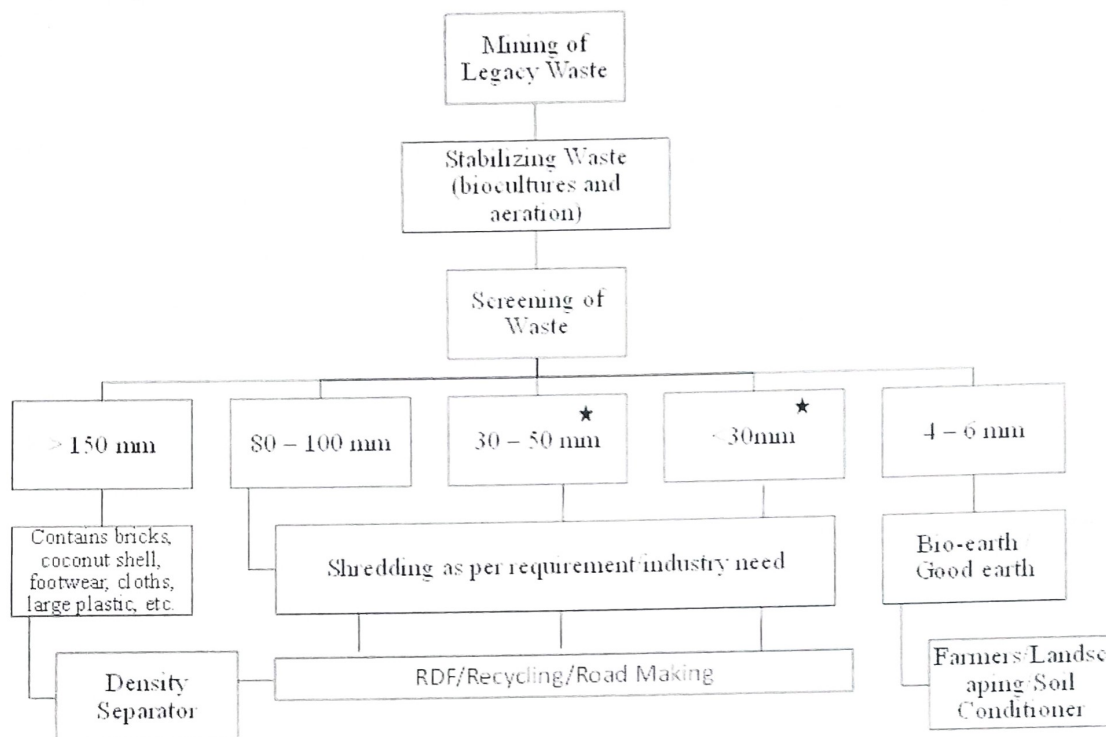 Mining of
Legacy Waste
Stabilizing Waste
(biocultures and
aeration)
Screening of
Waste
> 150 mm
80 – 100 mm
30 – 50 mm
<30mm
4 – 6 mm
Contains bricks,
coconut shell,
footwear, cloths,
large plastic, etc.
Shredding as per requirement/industry need
Bio-earth/
Good earth
Density
Separator
RDF/Recycling/Road Making
Farmers/Landsc
aping/Soil
Conditioner